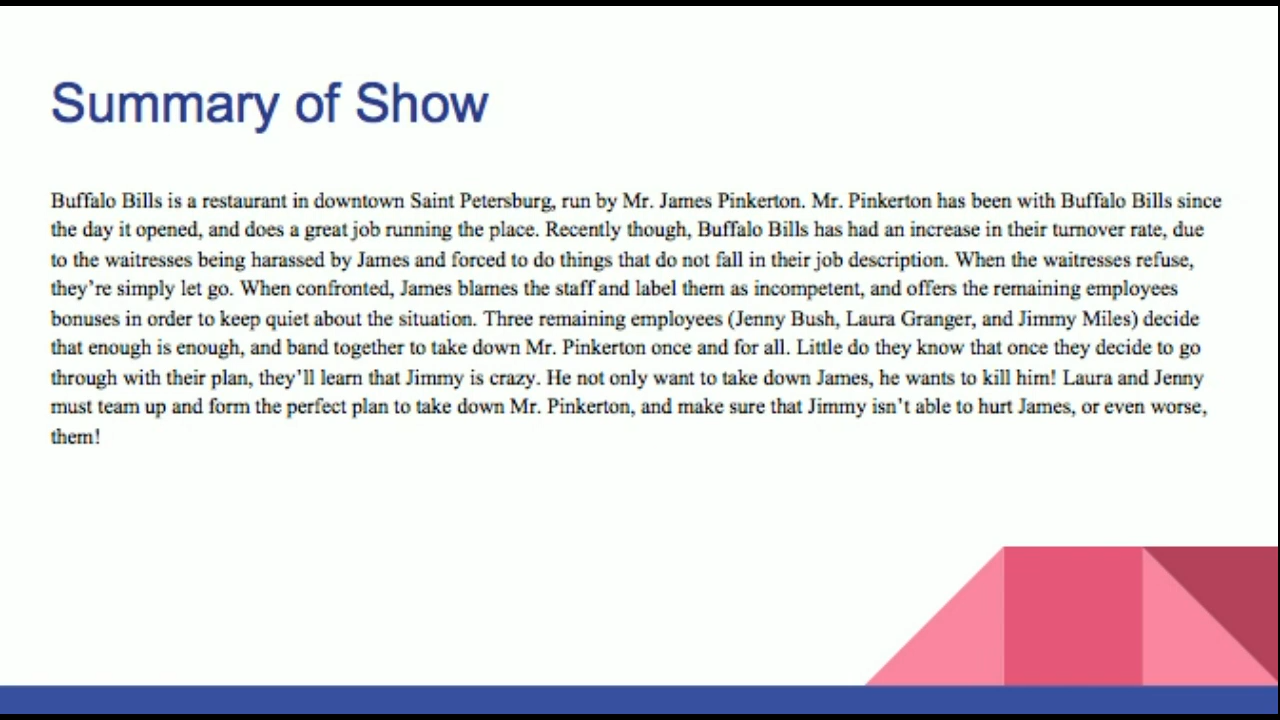 Summary of Show
Buffalo Bills is a restaurant in downtown Saint Petersburg, run by Mr. James Pinkerton. Mr. Pinkerton has been with Buffalo Bills since
the day it opened, and does a great job running the place. Recently though, Buffalo Bills has had an increase in their turnover rate, due
to the waitresses being harassed by James and forced to do things that do not fall in their job description. When the waitresses refuse,
they’re simply let go. When confronted, James blames the staff and label them as incompetent, and offers the remaining employees
bonuses in order to keep quiet about the situation. Three remaining employees (Jenny Bush, Laura Granger, and Jimmy Miles) decide
that enough is enough, and band together to take down Mr. Pinkerton once and for all. Little do they know that once they decide to go
through with their plan, they’ll learn that Jimmy is crazy. He not only want to take down James, he wants to kill him! Laura and Jenny
must team up and form the perfect plan to take down Mr. Pinkerton, and make sure that Jimmy isn’t able to hurt James, or even worse,
them!